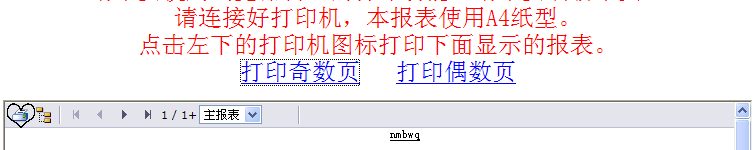 请连接好打印机，本报表使用A4纸型。
点击左下的打印机图标打印下面显示的报表。
打印奇数页 打印偶数页
1 / 1+ 主报表
nmbwq